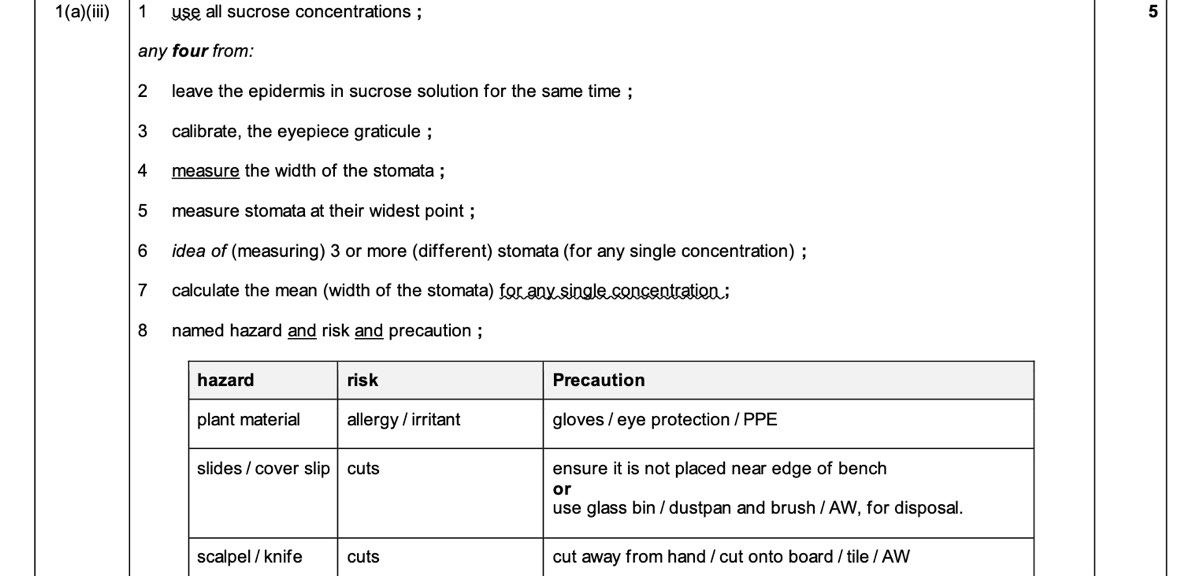 1(a)(iii) 1 use all sucrose concentrations ; 5
any four from:
2 leave the epidermis in sucrose solution for the same time ;
3 calibrate, the eyepiece graticule ;
4 measure the width of the stomata ;
5 measure stomata at their widest point ;
6 idea of (measuring) 3 or more (different) stomata (for any single concentration) ;
7 calculate the mean (width of the stomata) for any single concentration ;
8 named hazard and risk and precaution ;
hazard risk Precaution
plant material allergy / irritant gloves / eye protection / PPE
slides / cover slip cuts ensure it is not placed near edge of bench
or
use glass bin / dustpan and brush / AW, for disposal.
scalpel / knife cuts cut away from hand / cut onto board / tile / AW